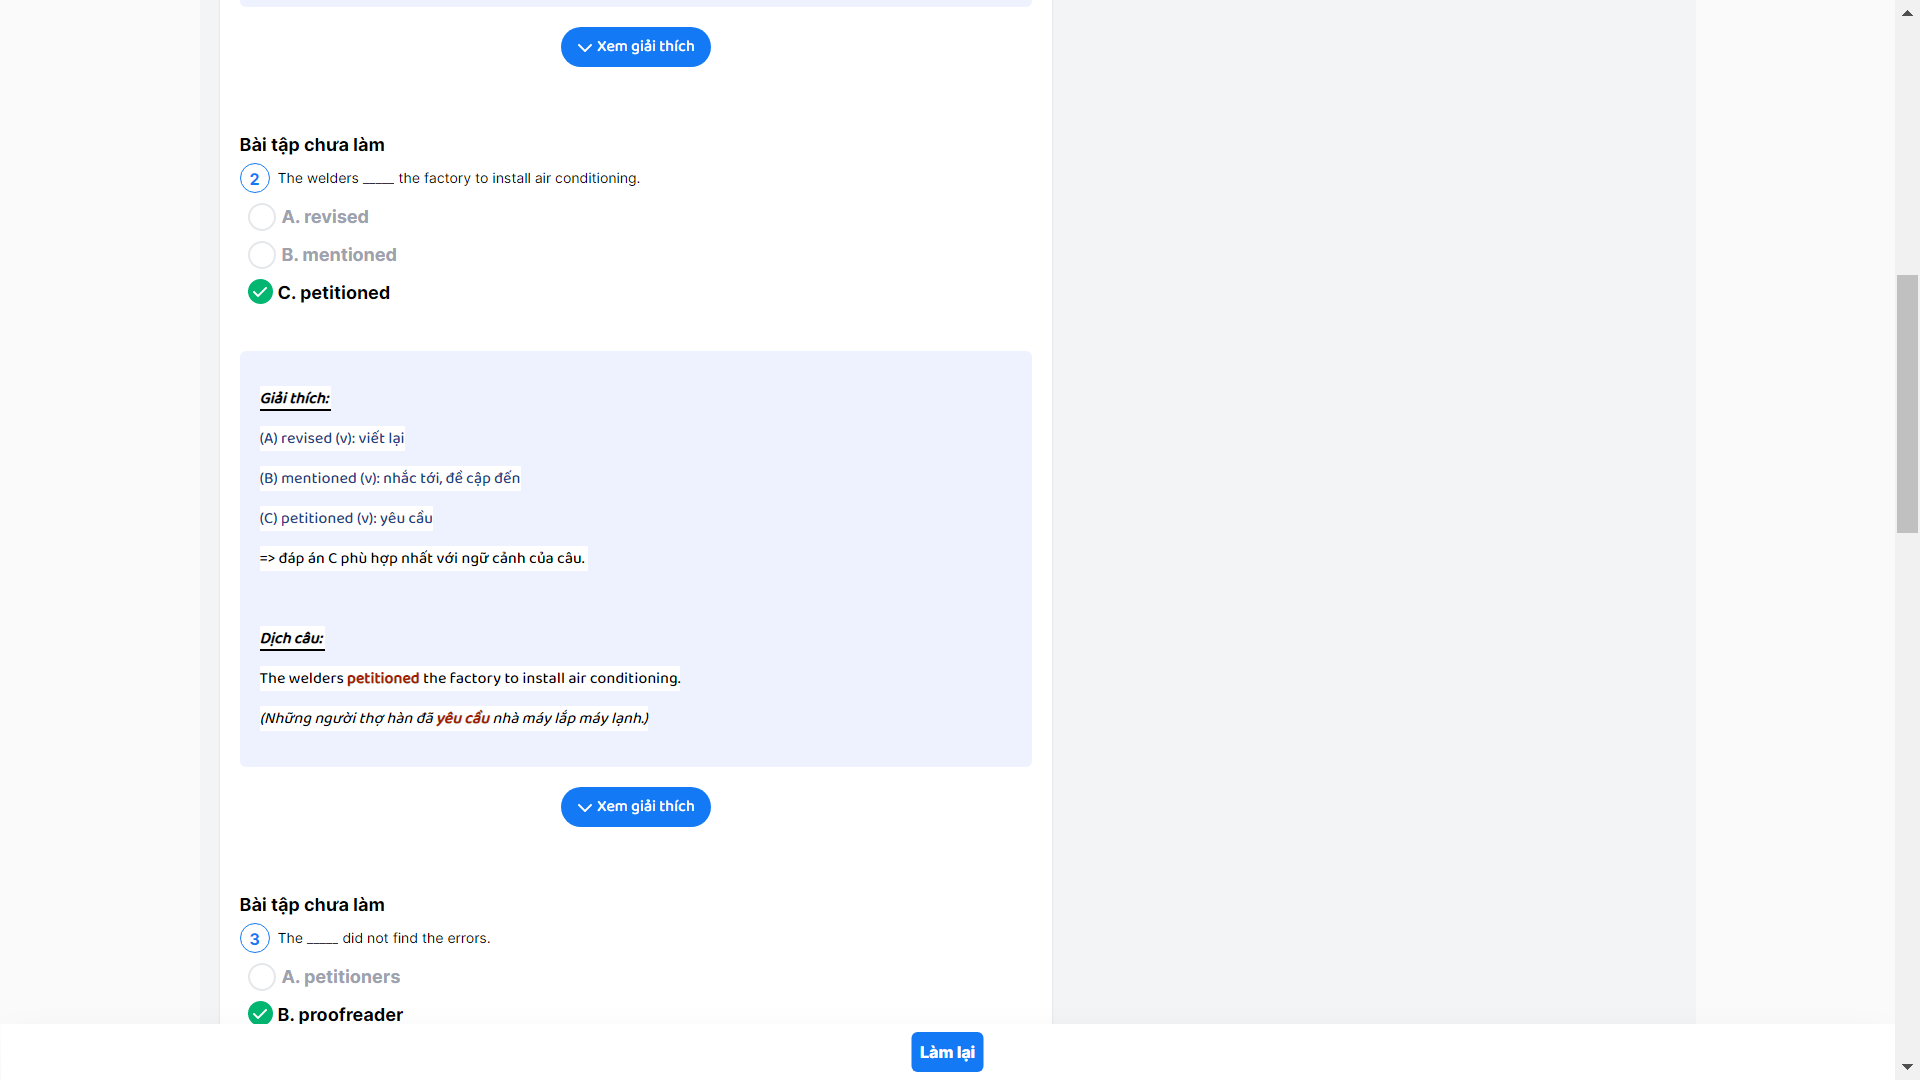 Xem giải thích
Bài tập chưa làm
2 The welders _____ the factory to install air conditioning.
A. revised
B. mentioned
C. petitioned
Giải thích:
(A) revised (v): viết lại
(B) mentioned (v): nhắc tới, đề cập đến
(C) petitioned (v): yêu cầu
=> đáp án C phù hợp nhất với ngữ cảnh của câu.
Dịch câu:
The welders petitioned the factory to install air conditioning.
(Những người thợ hàn đã yêu cầu nhà máy lắp máy lạnh.)
Xem giải thích
Bài tập chưa làm
3 The _____ did not find the errors.
A. petitioners
B. proofreader
Làm lại